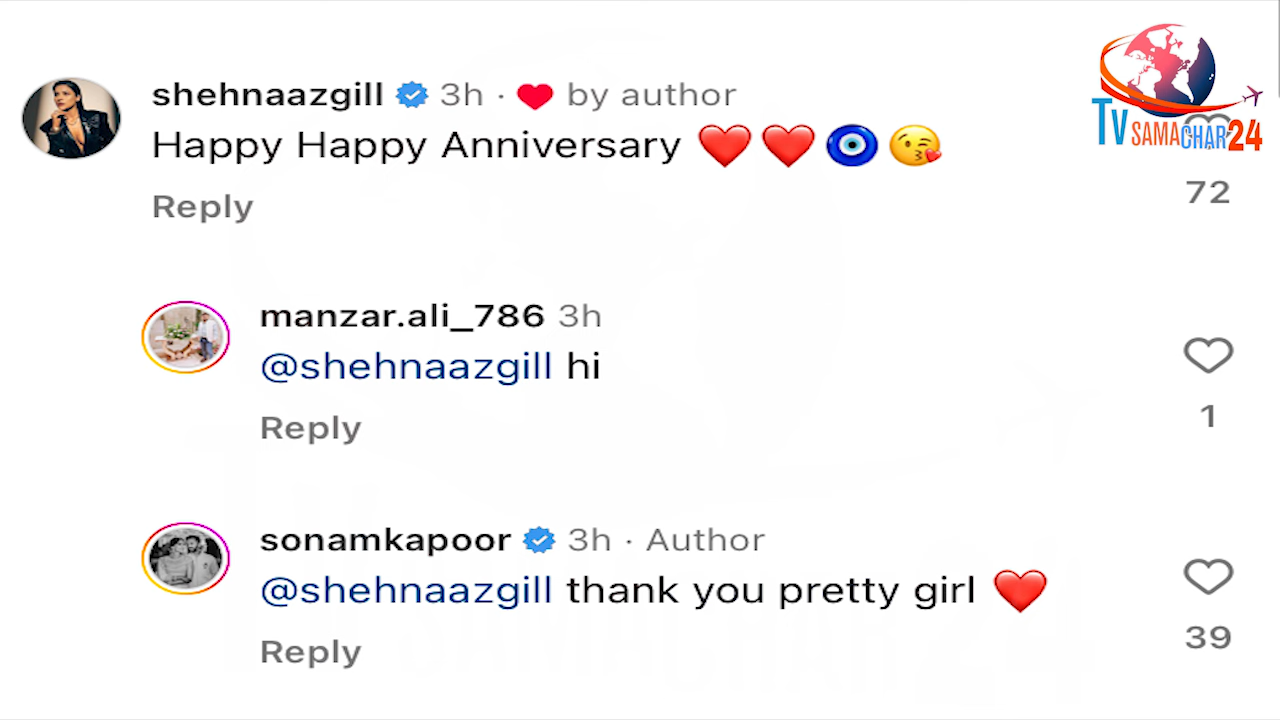 shehnaazgill 3h · ❤️ by author
Happy Happy Anniversary ❤️❤️🧿😘
Reply
72
manzar.ali_786 3h
@shehnaazgill hi
Reply
1
sonamkapoor 3h · Author
@shehnaazgill thank you pretty girl ❤️
Reply
39
TV SAMACHAR24